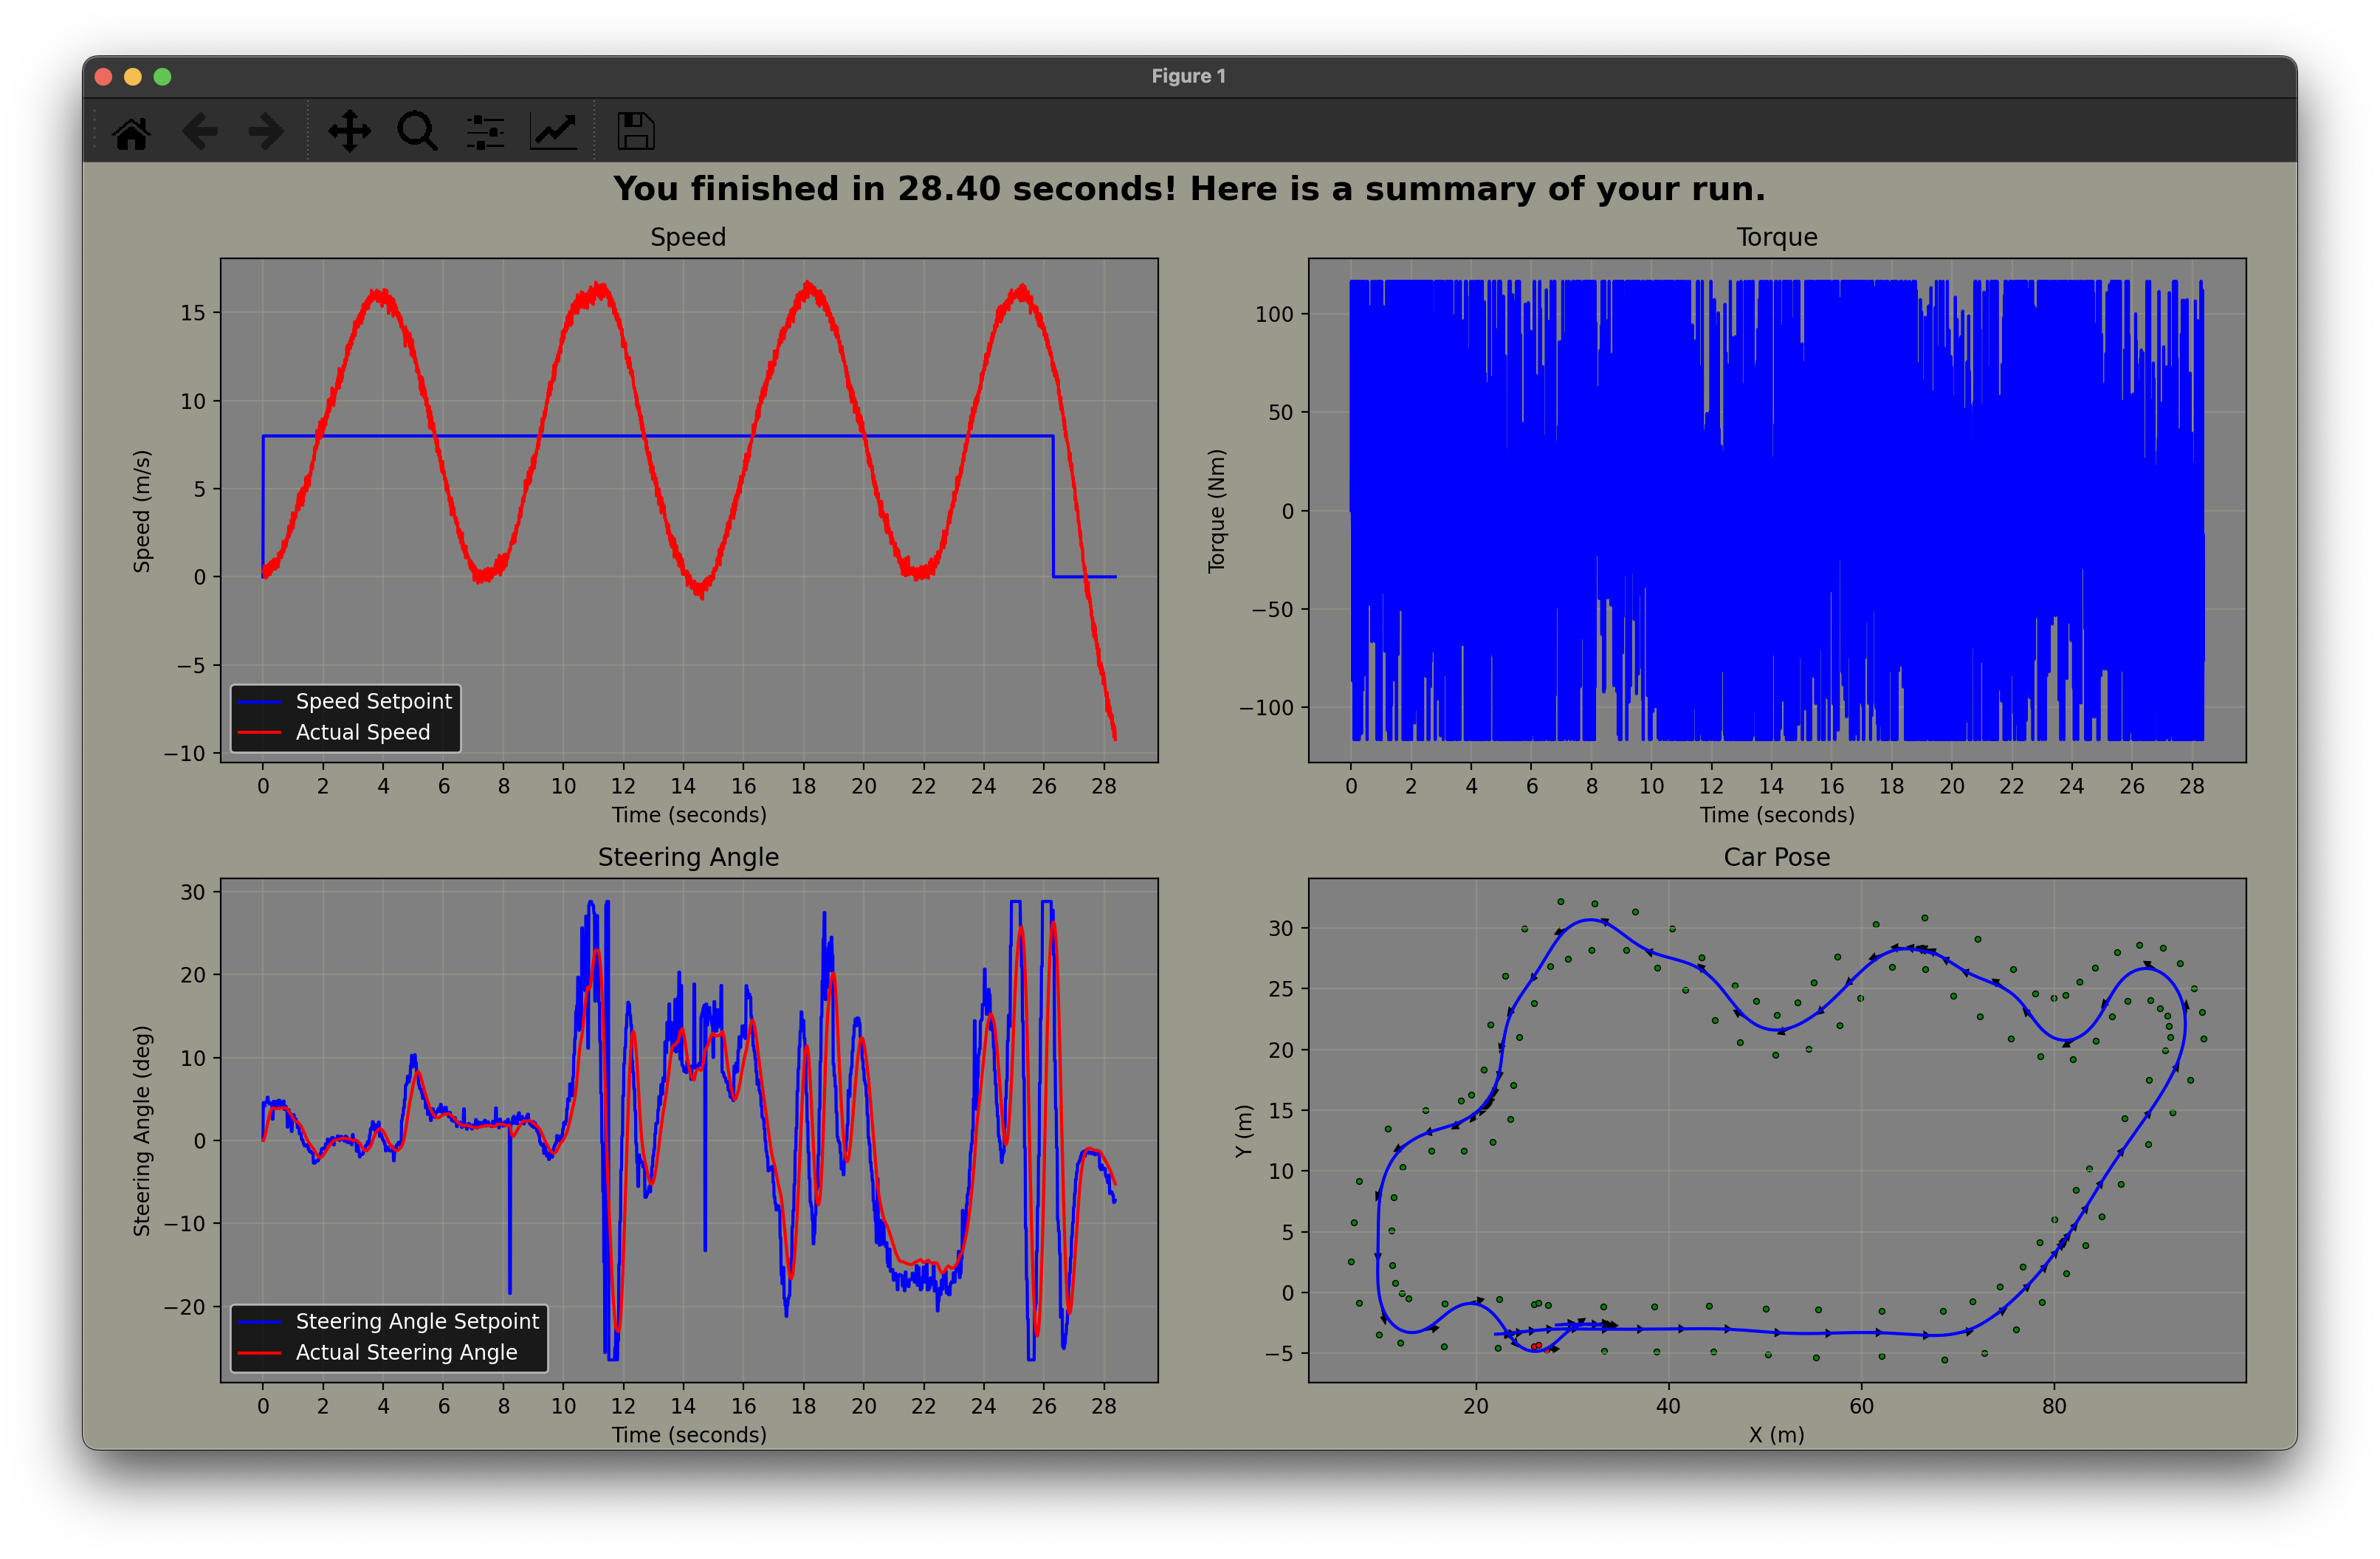 Figure 1
You finished in 28.40 seconds! Here is a summary of your run.
Speed
Speed (m/s)
15
10
5
0
−5
−10
Speed Setpoint
Actual Speed
0 2 4 6 8 10 12 14 16 18 20 22 24 26 28
Time (seconds)
Torque
Torque (Nm)
100
50
0
−50
−100
0 2 4 6 8 10 12 14 16 18 20 22 24 26 28
Time (seconds)
Steering Angle
Steering Angle (deg)
30
20
10
0
−10
−20
Steering Angle Setpoint
Actual Steering Angle
0 2 4 6 8 10 12 14 16 18 20 22 24 26 28
Time (seconds)
Car Pose
Y (m)
30
25
20
15
10
5
0
−5
20 40 60 80
X (m)